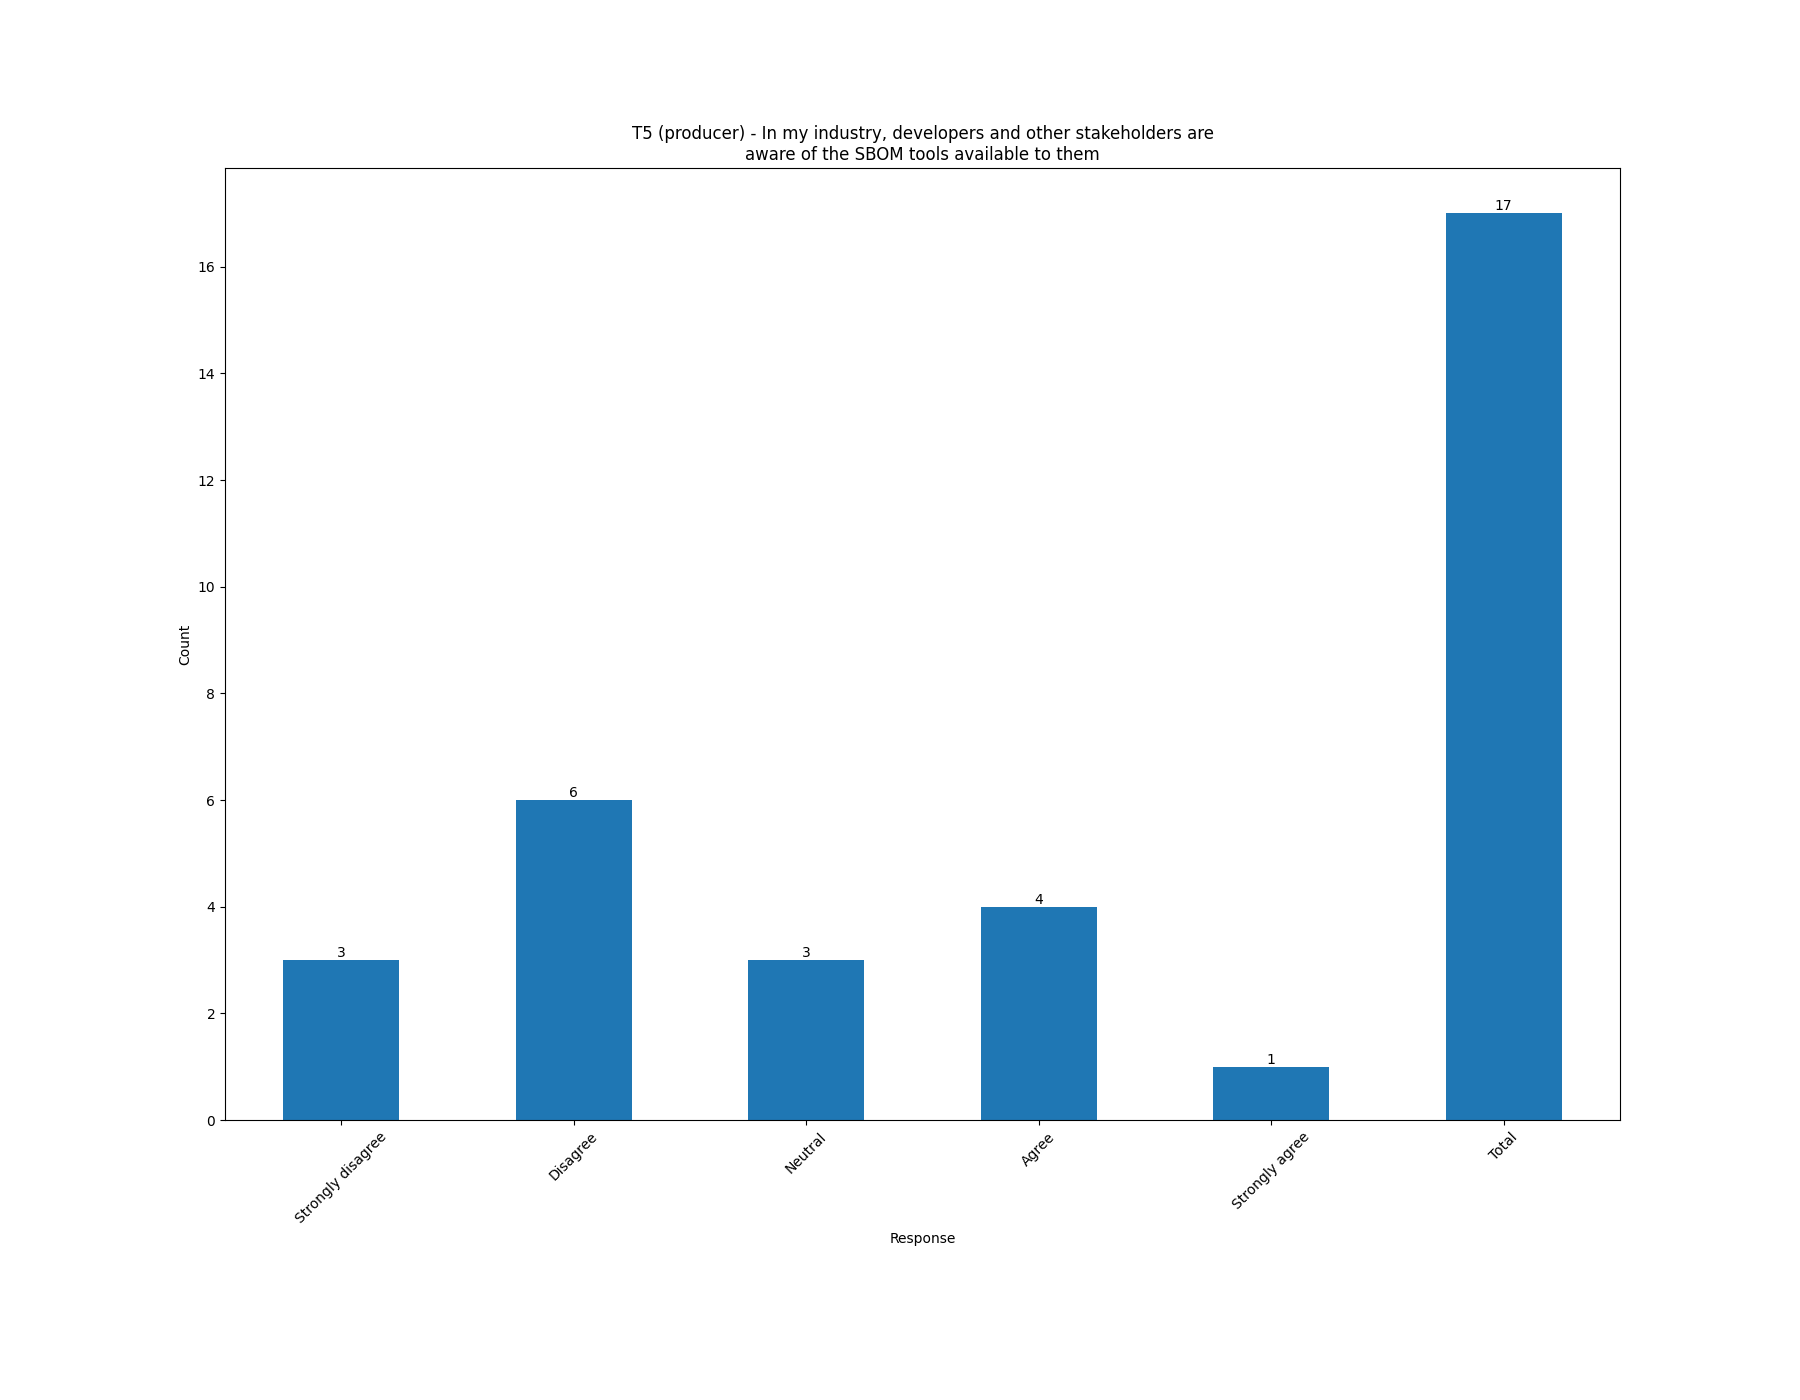 T5 (producer) - In my industry, developers and other stakeholders are
aware of the SBOM tools available to them
Count
16
14
12
10
8
6
4
2
0
3
6
3
4
1
17
Strongly disagree
Disagree
Neutral
Agree
Strongly agree
Total
Response